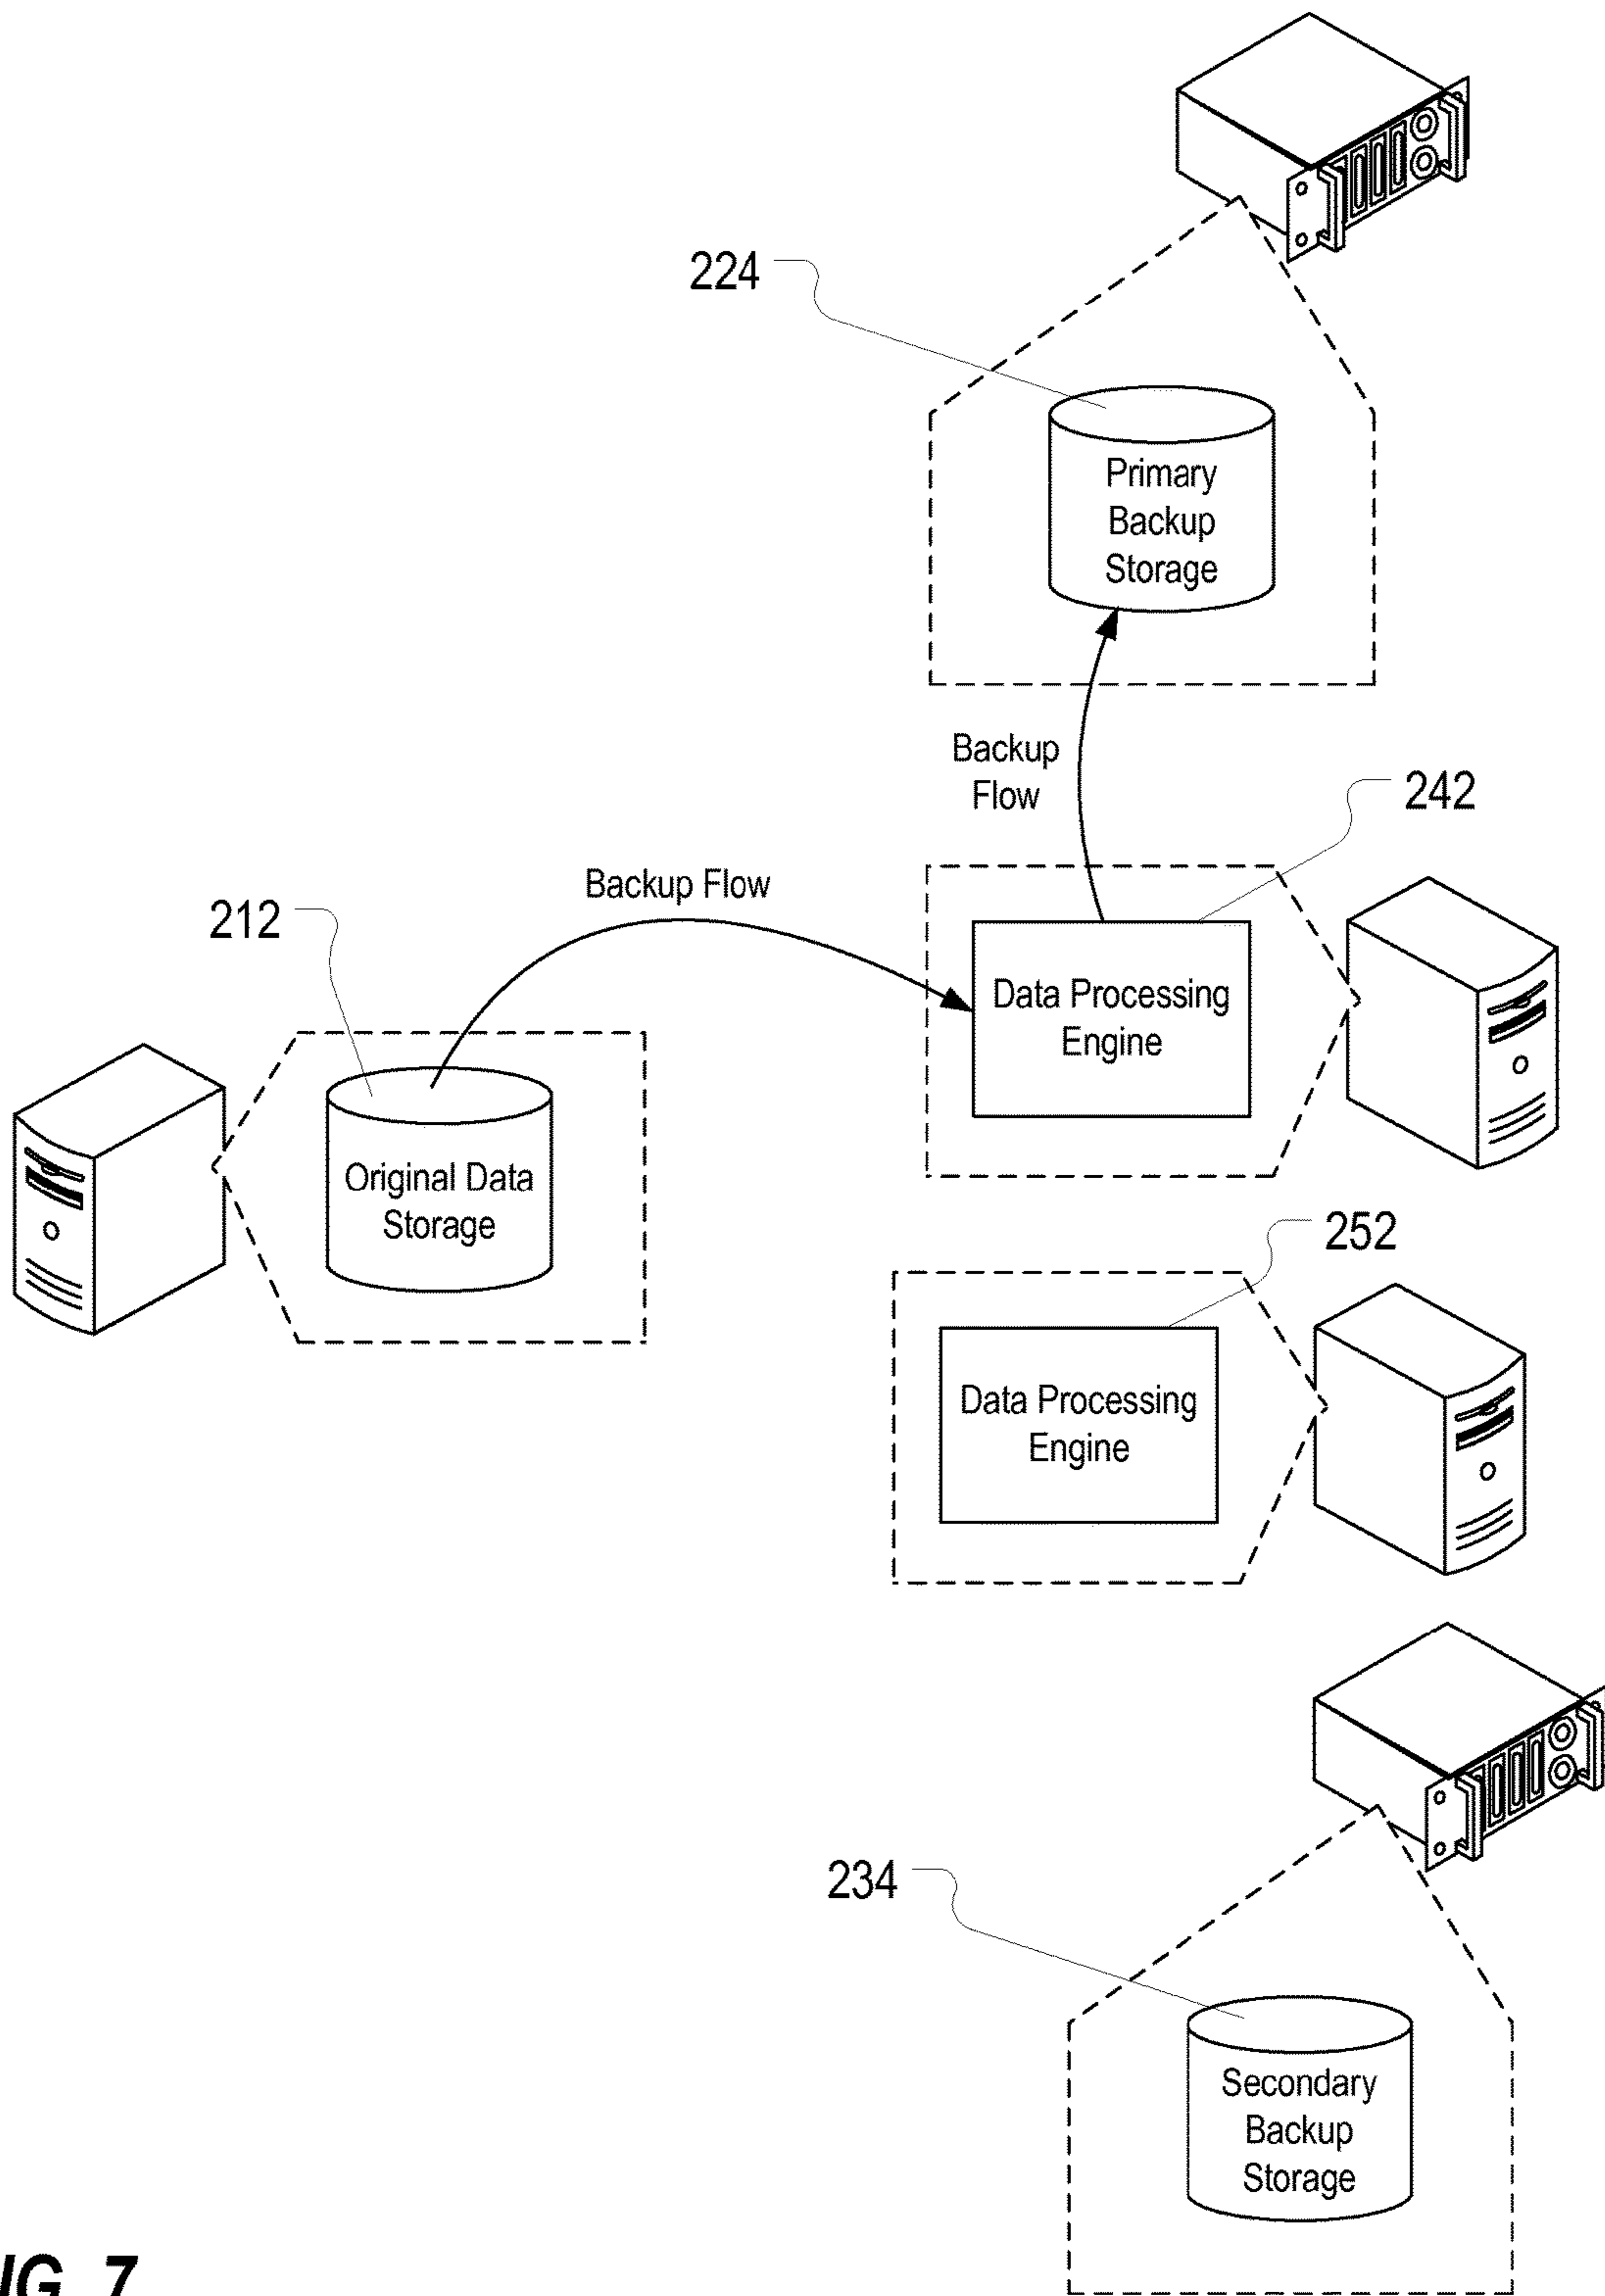 224
Primary
Backup
Storage
Backup
Flow
242
Backup Flow
212
Data Processing
Engine
Original Data
Storage
252
Data Processing
Engine
234
Secondary
Backup
Storage
IG. 7